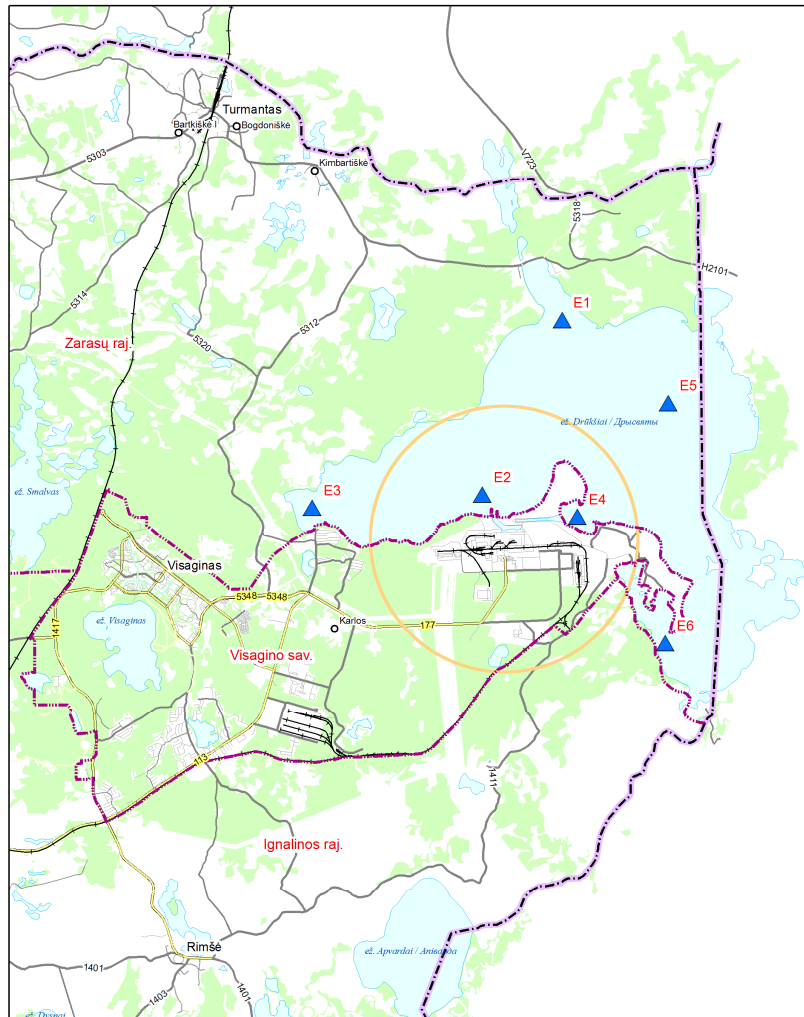 Turmantas
Bartkiškė I
Bogdoniškė
5303
Kimbartiškė
V723
5318
H2101
5314
5312
E1
5320
Zarasų raj.
E5
ež. Drūkšiai / Дрысвяты
ež. Smalvas
E3
E2
E4
Visaginas
5348
5348
ež. Visaginas
1417
Karlos
177
E6
Visagino sav.
113
1411
Ignalinos raj.
Rimšė
ež. Apvardai /
1401
1403
1401
ež. Dysnai